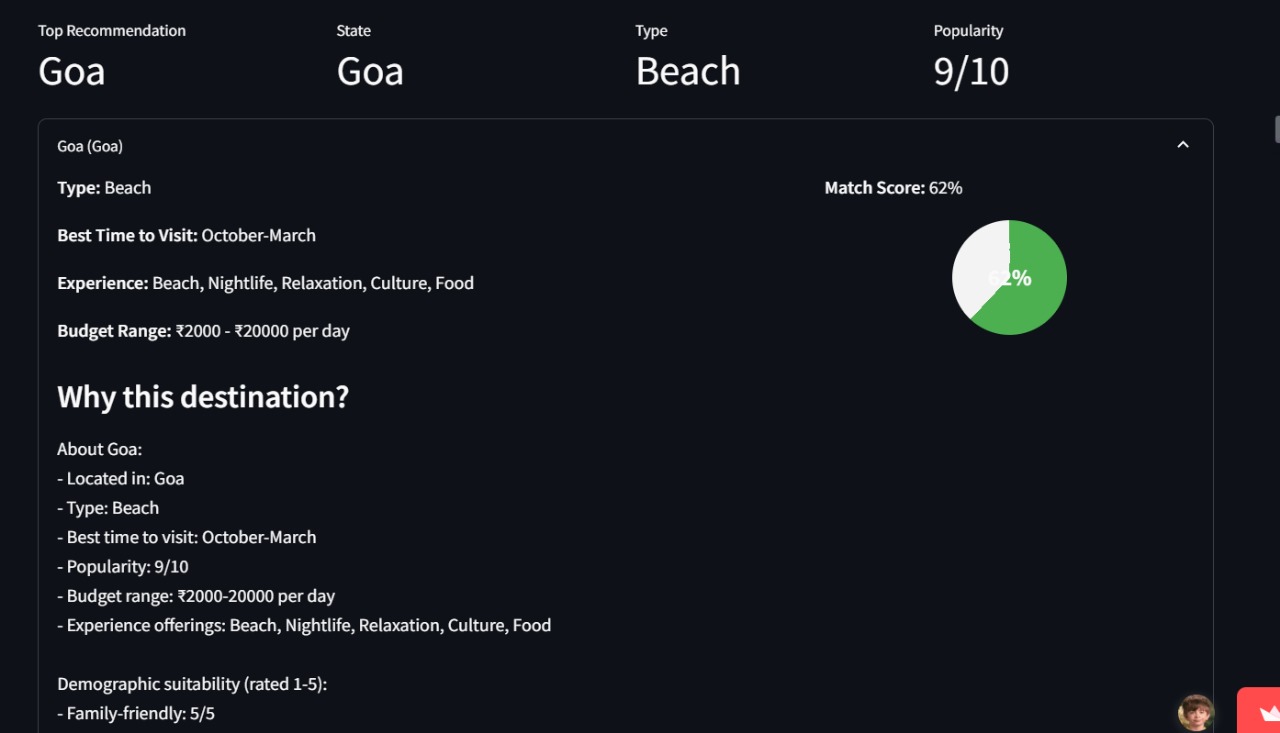 Top Recommendation
Goa
State
Goa
Type
Beach
Popularity
9/10
Goa (Goa)
Type: Beach
Best Time to Visit: October-March
Experience: Beach, Nightlife, Relaxation, Culture, Food
Budget Range: ₹2000 - ₹20000 per day
Match Score: 62%
62%
Why this destination?
About Goa:
- Located in: Goa
- Type: Beach
- Best time to visit: October-March
- Popularity: 9/10
- Budget range: ₹2000-20000 per day
- Experience offerings: Beach, Nightlife, Relaxation, Culture, Food
Demographic suitability (rated 1-5):
- Family-friendly: 5/5